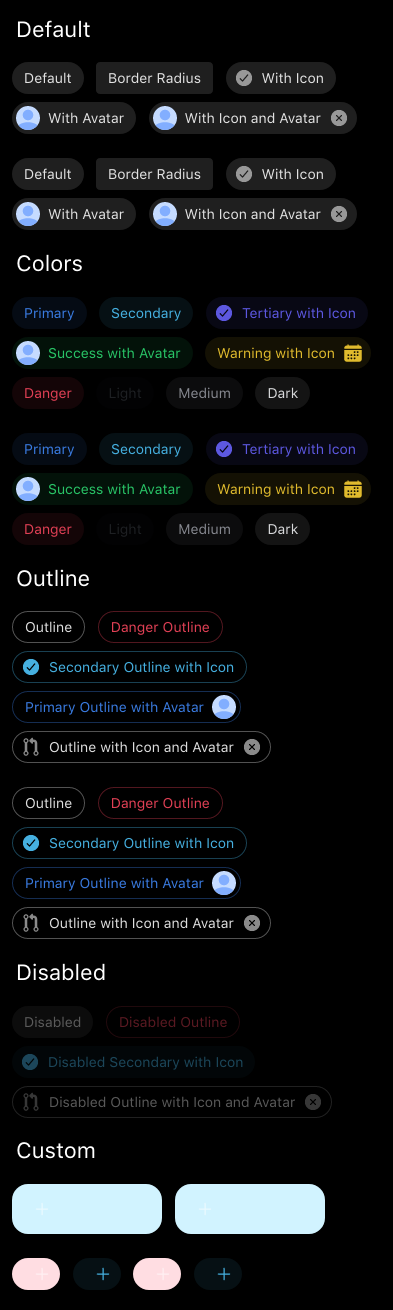 Default
Default Border Radius With Icon
With Avatar With Icon and Avatar
Default Border Radius With Icon
With Avatar With Icon and Avatar
Colors
Primary Secondary Tertiary with Icon
Success with Avatar Warning with Icon
Danger Light Medium Dark
Primary Secondary Tertiary with Icon
Success with Avatar Warning with Icon
Danger Light Medium Dark
Outline
Outline Danger Outline
Secondary Outline with Icon
Primary Outline with Avatar
Outline with Icon and Avatar
Outline Danger Outline
Secondary Outline with Icon
Primary Outline with Avatar
Outline with Icon and Avatar
Disabled
Disabled Disabled Outline
Disabled Secondary with Icon
Disabled Outline with Icon and Avatar
Custom